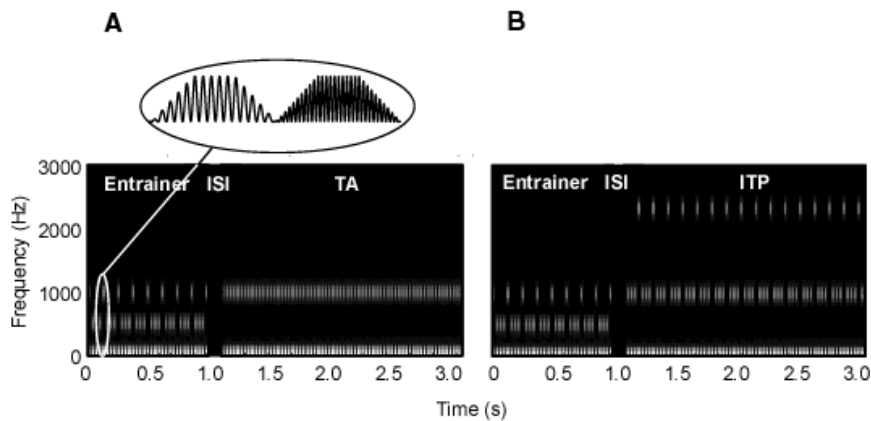 A
B
3000
2000
1000
0
Frequency (Hz)
Entrainer ISI TA
Entrainer ISI ITP
0 0.5 1.0 1.5 2.0 2.5 3.0
0 0.5 1.0 1.5 2.0 2.5 3.0
Time (s)